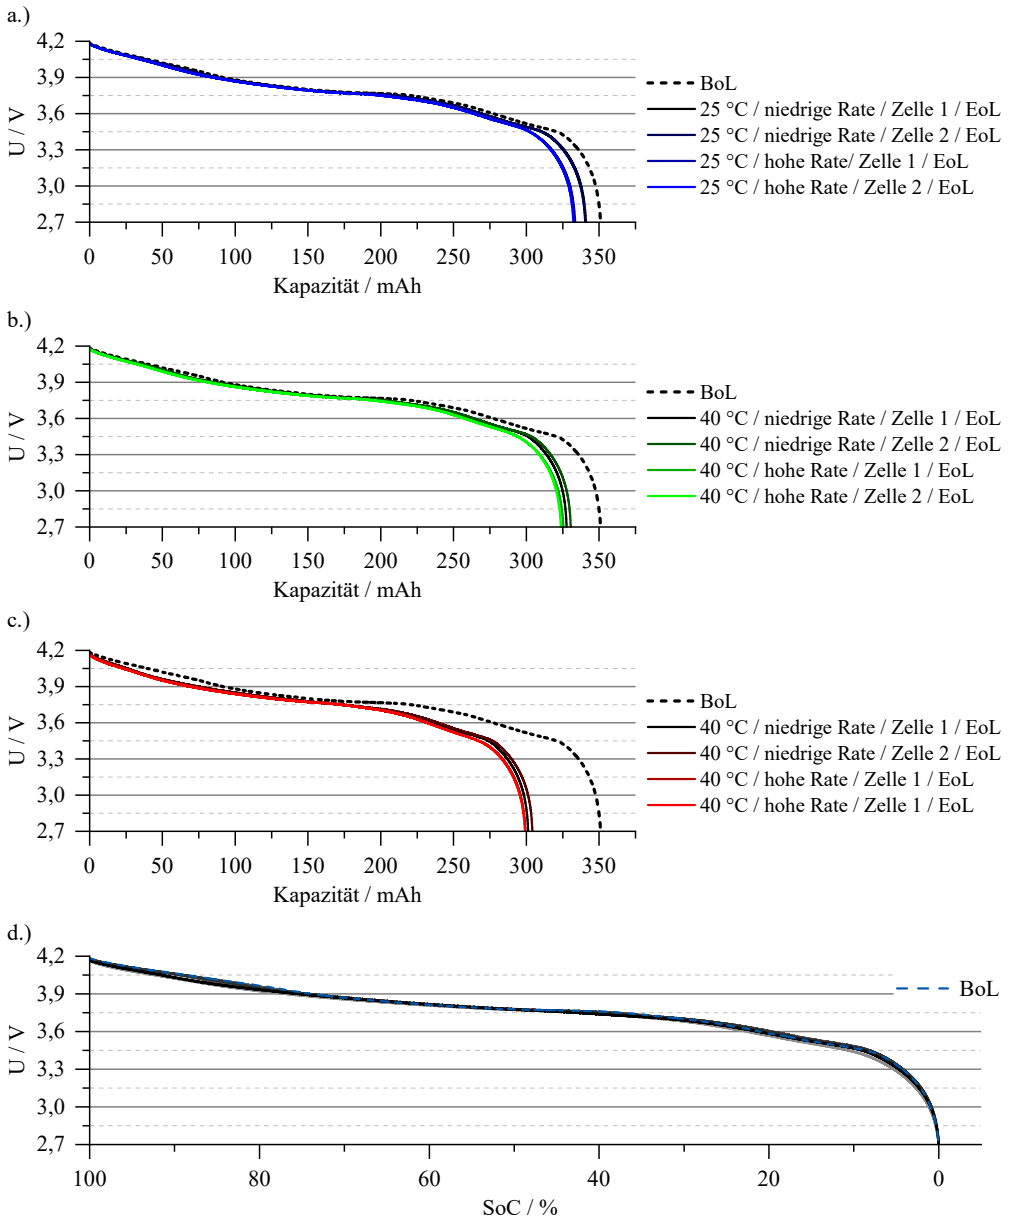 a.)
4,2
3,9
3,6
3,3
3,0
2,7
U / V
0 50 100 150 200 250 300 350
Kapazität / mAh
BoL
25 °C / niedrige Rate / Zelle 1 / EoL
25 °C / niedrige Rate / Zelle 2 / EoL
25 °C / hohe Rate/ Zelle 1 / EoL
25 °C / hohe Rate / Zelle 2 / EoL
b.)
4,2
3,9
3,6
3,3
3,0
2,7
U / V
0 50 100 150 200 250 300 350
Kapazität / mAh
BoL
40 °C / niedrige Rate / Zelle 1 / EoL
40 °C / niedrige Rate / Zelle 2 / EoL
40 °C / hohe Rate / Zelle 1 / EoL
40 °C / hohe Rate / Zelle 2 / EoL
c.)
4,2
3,9
3,6
3,3
3,0
2,7
U / V
0 50 100 150 200 250 300 350
Kapazität / mAh
BoL
40 °C / niedrige Rate / Zelle 1 / EoL
40 °C / niedrige Rate / Zelle 2 / EoL
40 °C / hohe Rate / Zelle 1 / EoL
40 °C / hohe Rate / Zelle 1 / EoL
d.)
4,2
3,9
3,6
3,3
3,0
2,7
U / V
100 80 60 40 20 0
SoC / %
BoL